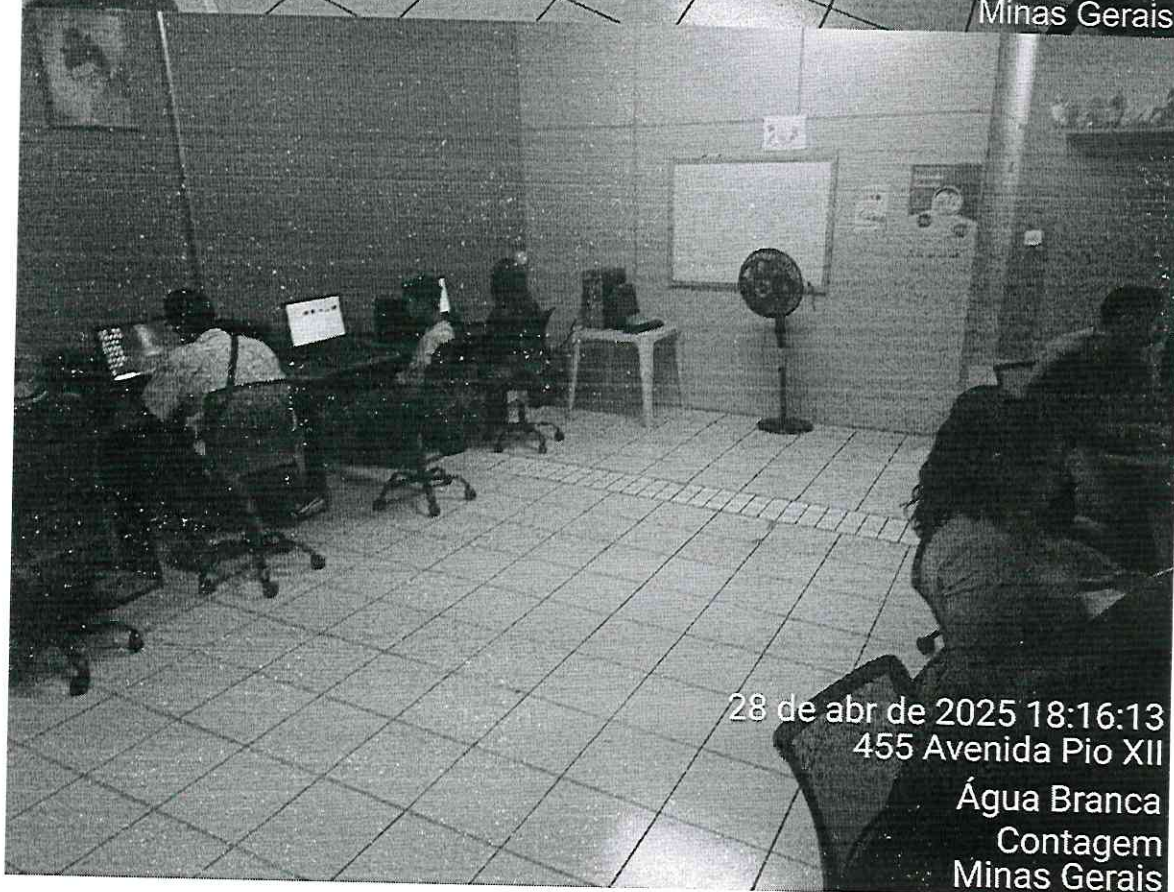 Minas Gerais
28 de abr de 2025 18:16:13
455 Avenida Pio XII
Água Branca
Contagem
Minas Gerais